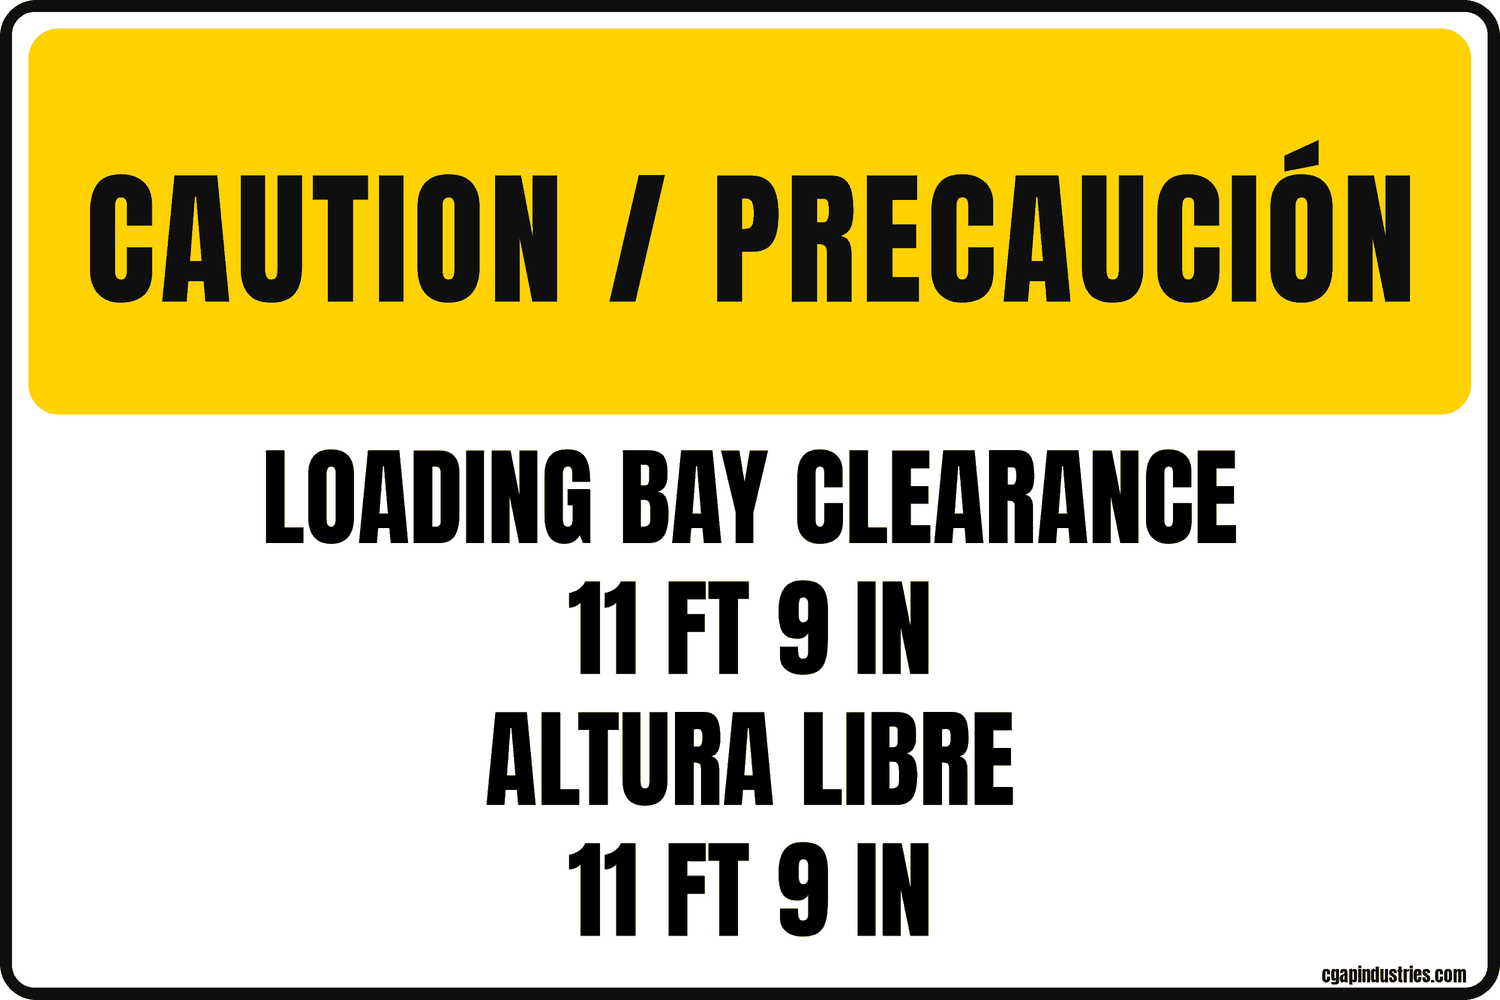 CAUTION / PRECAUCIÓN
LOADING BAY CLEARANCE
11 FT 9 IN
ALTURA LIBRE
11 FT 9 IN
cgapindustries.com